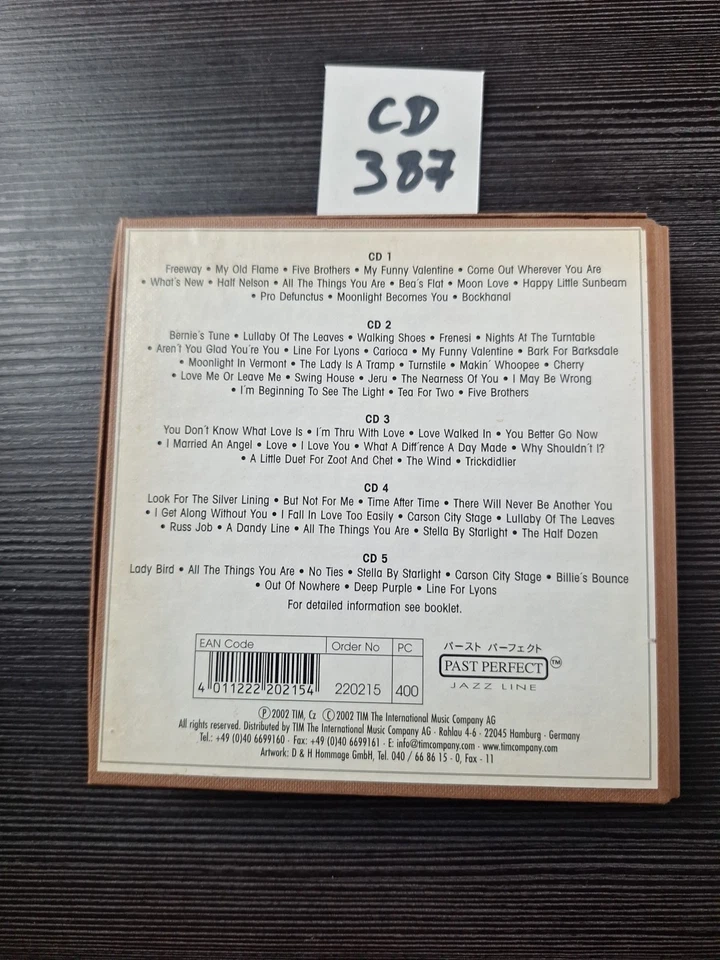 CD
387
CD 1
Freeway • My Old Flame • Five Brothers • My Funny Valentine • Come Out Wherever You Are
• What´s New • Half Nelson • All The Things You Are • Bea´s Flat • Moon Love • Happy Little Sunbeam
• Pro Defunctus • Moonlight Becomes You • Bockhanal
CD 2
Bernie´s Tune • Lullaby Of The Leaves • Walking Shoes • Frenesi • Nights At The Turntable
• Aren´t You Glad You´re You • Line For Lyons • Carioca • My Funny Valentine • Bark For Barksdale
• Moonlight In Vermont • The Lady Is A Tramp • Turnstile • Makin´ Whoopee • Cherry
• Love Me Or Leave Me • Swing House • Jeru • The Nearness Of You • I May Be Wrong
• I´m Beginning To See The Light • Tea For Two • Five Brothers
CD 3
You Don´t Know What Love Is • I´m Thru With Love • Love Walked In • You Better Go Now
• I Married An Angel • Love • I Love You • What A Diff´rence A Day Made • Why Shouldn´t I?
• A Little Duet For Zoot And Chet • The Wind • Trickdidlier
CD 4
Look For The Silver Lining • But Not For Me • Time After Time • There Will Never Be Another You
• I Get Along Without You • I Fall In Love Too Easily • Carson City Stage • Lullaby Of The Leaves
• Russ Job • A Dandy Line • All The Things You Are • Stella By Starlight • The Half Dozen
CD 5
Lady Bird • All The Things You Are • No Ties • Stella By Starlight • Carson City Stage • Billie´s Bounce
• Out Of Nowhere • Deep Purple • Line For Lyons
For detailed information see booklet.
EAN Code Order No PC
4 011222 202154 220215 400
パースト パーフェクト
PAST PERFECT TM
JAZZ LINE
Ⓟ 2002 TIM, Cz Ⓒ 2002 TIM The International Music Company AG
All rights reserved. Distributed by TIM The International Music Company AG · Rahlau 4-6 · 22045 Hamburg · Germany
Tel.: +49 (0)40 6699160 · Fax: +49 (0)40 6699161 · E: info@timcompany.com · www.timcompany.com
Artwork: D & H Hommage GmbH, Tel. 040 / 66 86 15 - 0, Fax - 11